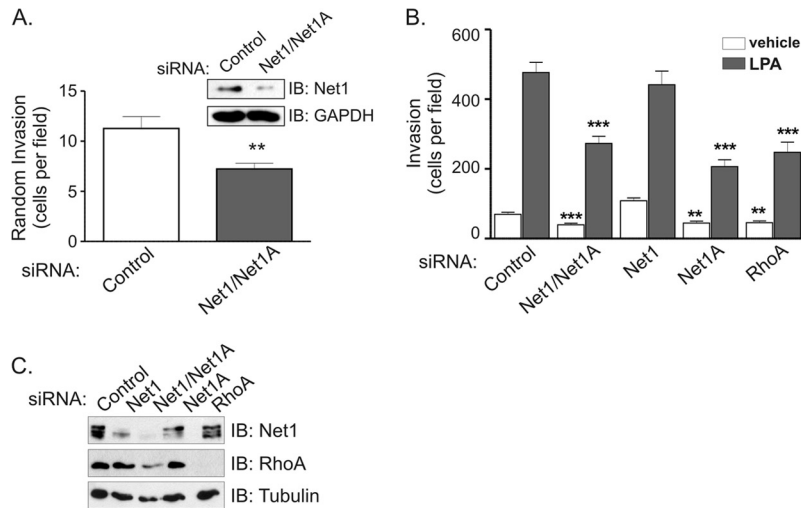 A.
siRNA: Control Net1/Net1A
IB: Net1
IB: GAPDH
Random Invasion
(cells per field)
15
10
5
0
**
siRNA: Control Net1/Net1A
B.
vehicle
LPA
Invasion
(cells per field)
600
400
200
0
*** *** *** ***
** **
siRNA: Control Net1/Net1A Net1 Net1A RhoA
C.
siRNA: Control Net1 Net1/Net1A Net1A RhoA
IB: Net1
IB: RhoA
IB: Tubulin